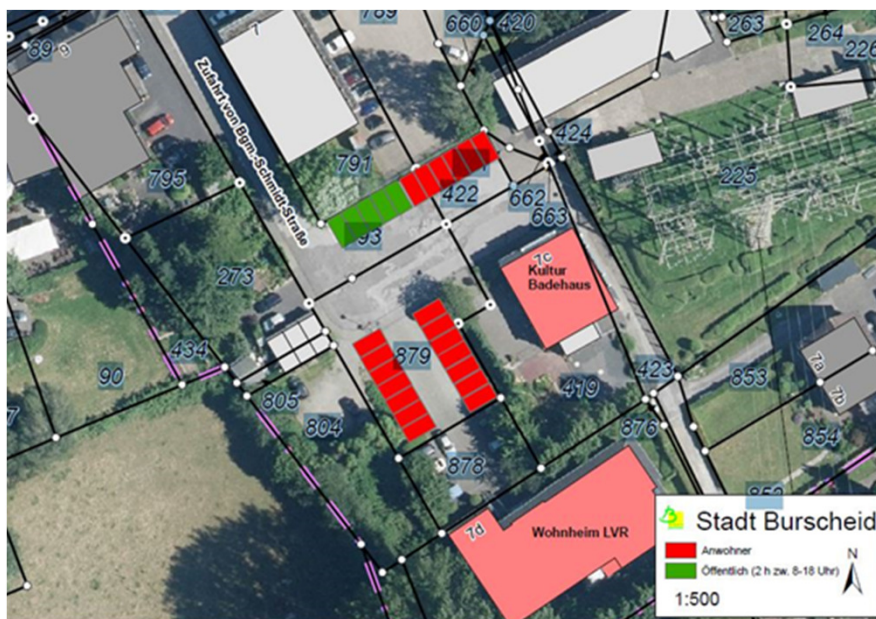 789
660
420
263
264
226
89
9
7
Zufahrt von Bgm.-Schmidt-Straße
424
795
791
225
422
662
663
93
7c
Kultur
Badehaus
273
879
434
90
419
423
853
7a
7b
805
804
876
854
878
7d
Wohnheim LVR
852
Stadt Burscheid
Anwohner
Öffentlich (2 h zw. 8-18 Uhr)
N
1:500